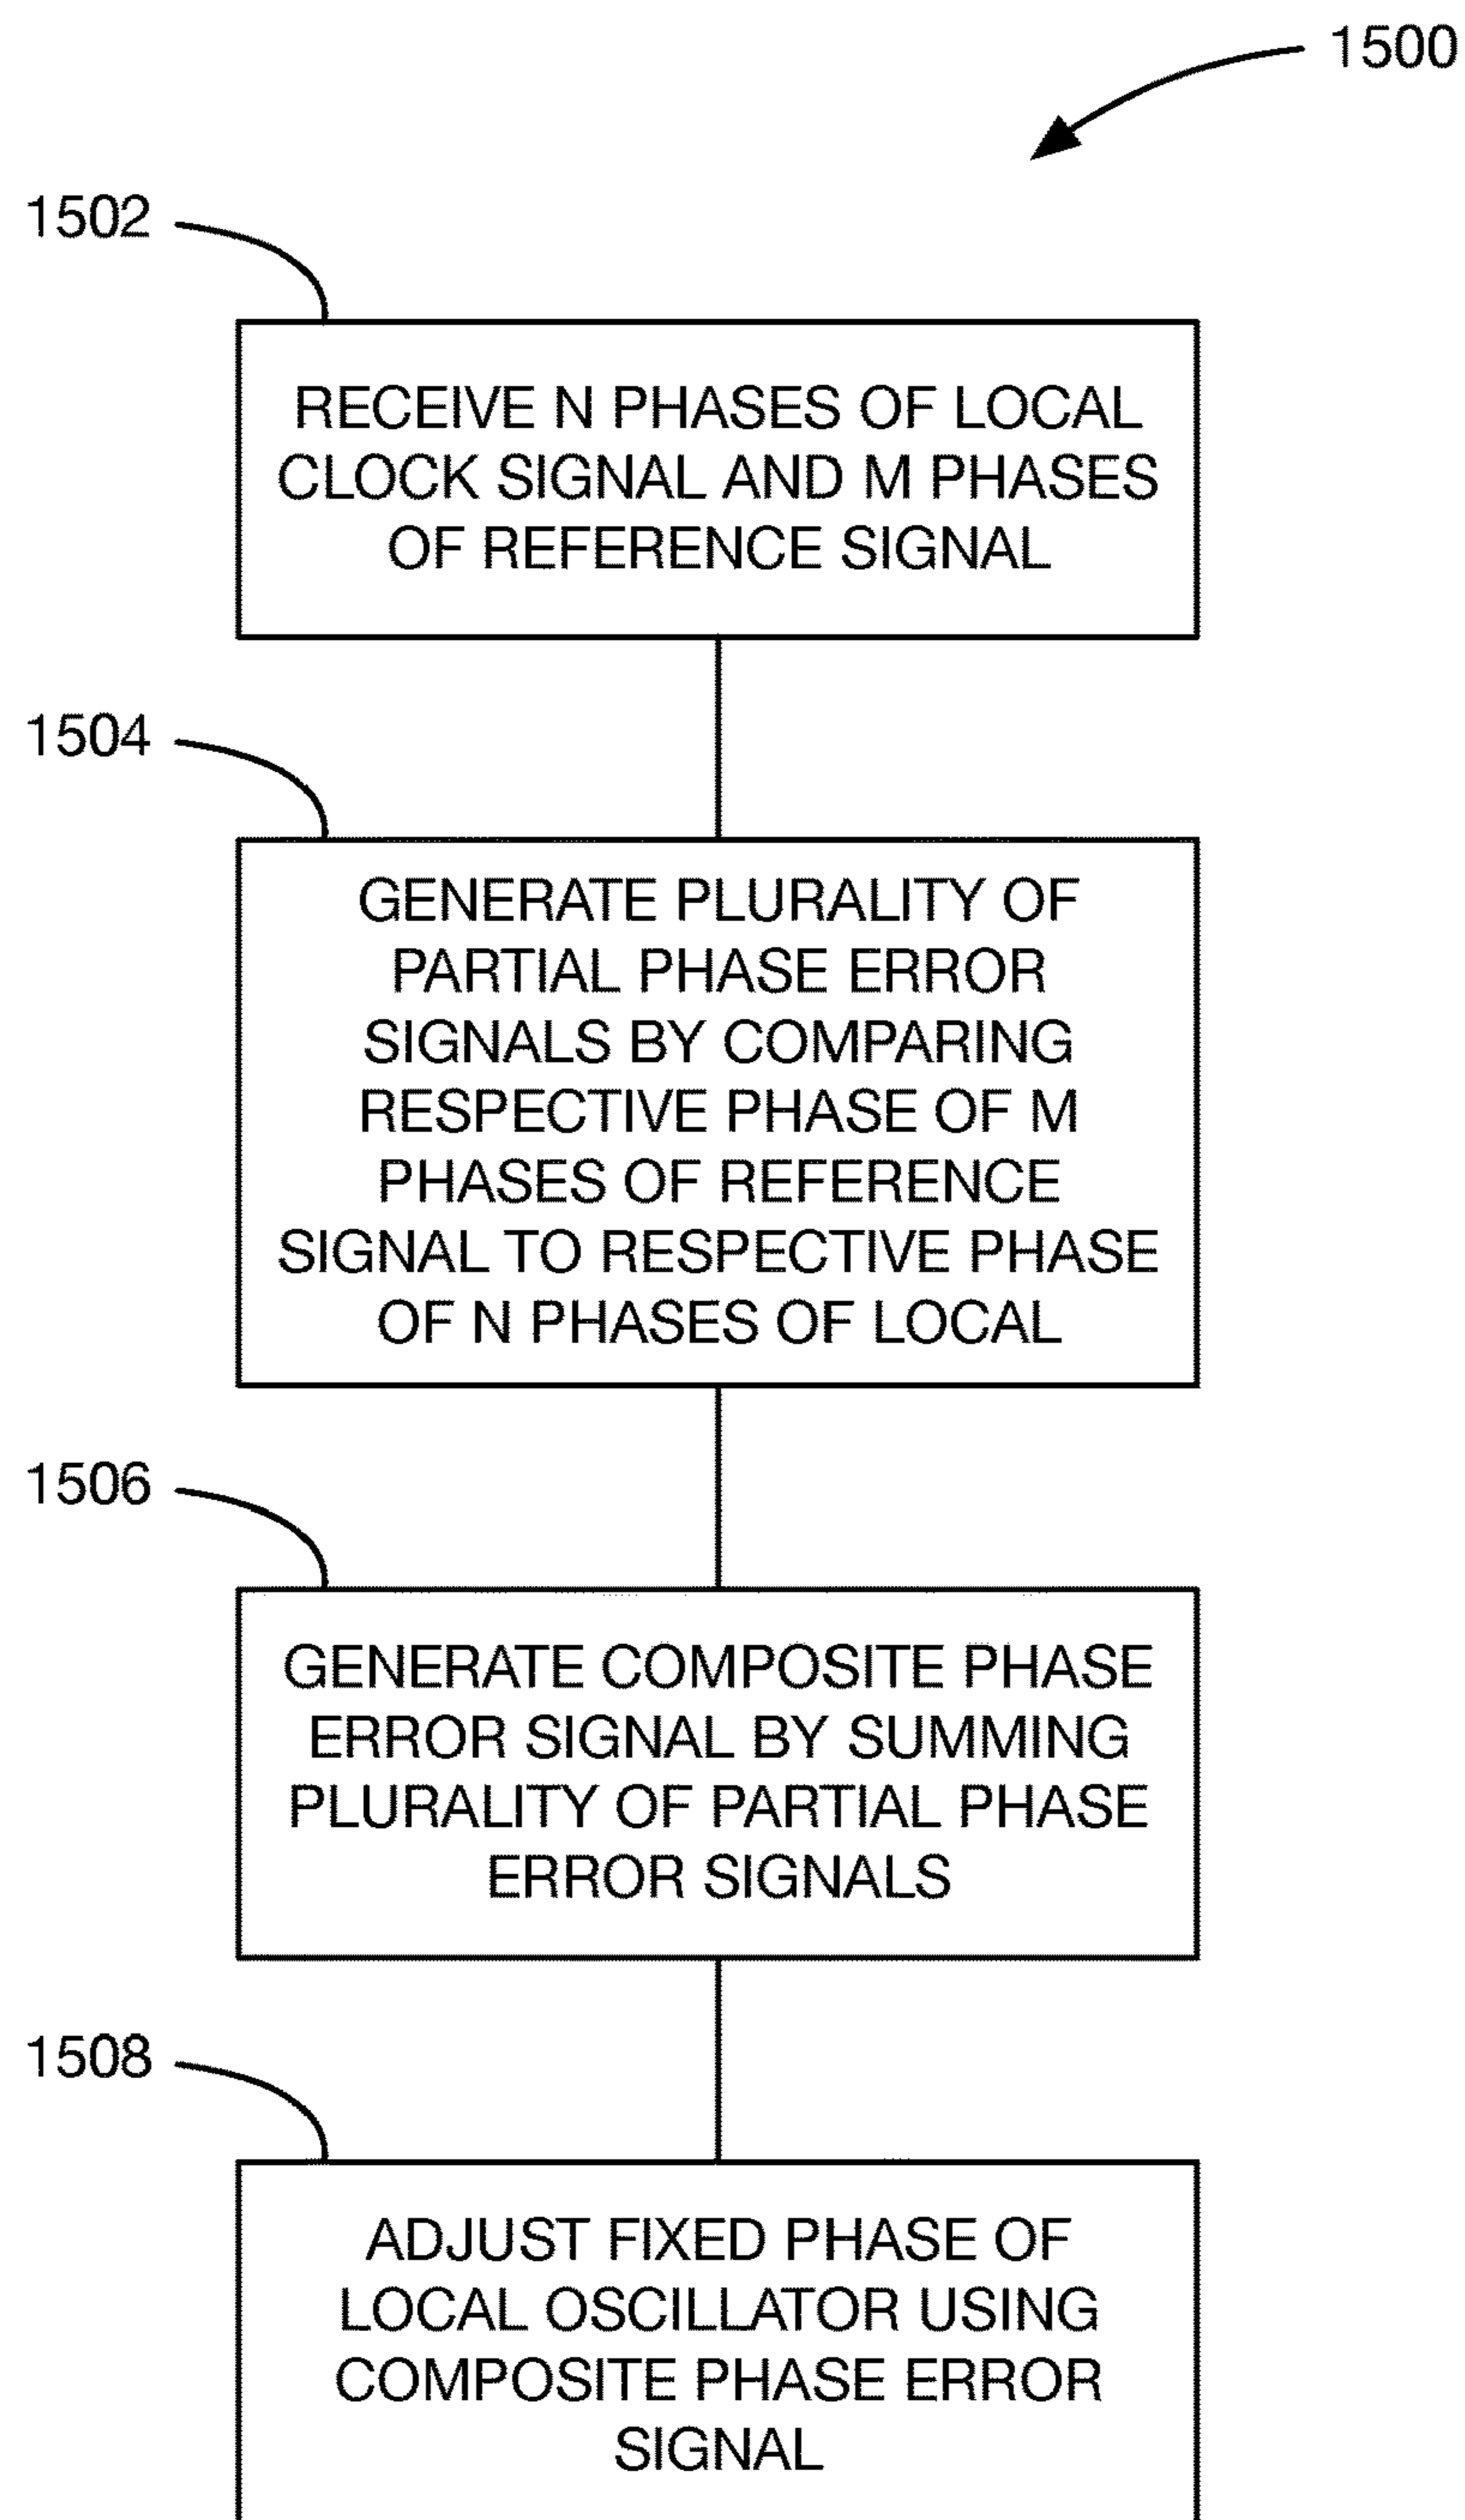 1500
1502
RECEIVE N PHASES OF LOCAL
CLOCK SIGNAL AND M PHASES
OF REFERENCE SIGNAL
1504
GENERATE PLURALITY OF
PARTIAL PHASE ERROR
SIGNALS BY COMPARING
RESPECTIVE PHASE OF M
PHASES OF REFERENCE
SIGNAL TO RESPECTIVE PHASE
OF N PHASES OF LOCAL
1506
GENERATE COMPOSITE PHASE
ERROR SIGNAL BY SUMMING
PLURALITY OF PARTIAL PHASE
ERROR SIGNALS
1508
ADJUST FIXED PHASE OF
LOCAL OSCILLATOR USING
COMPOSITE PHASE ERROR
SIGNAL